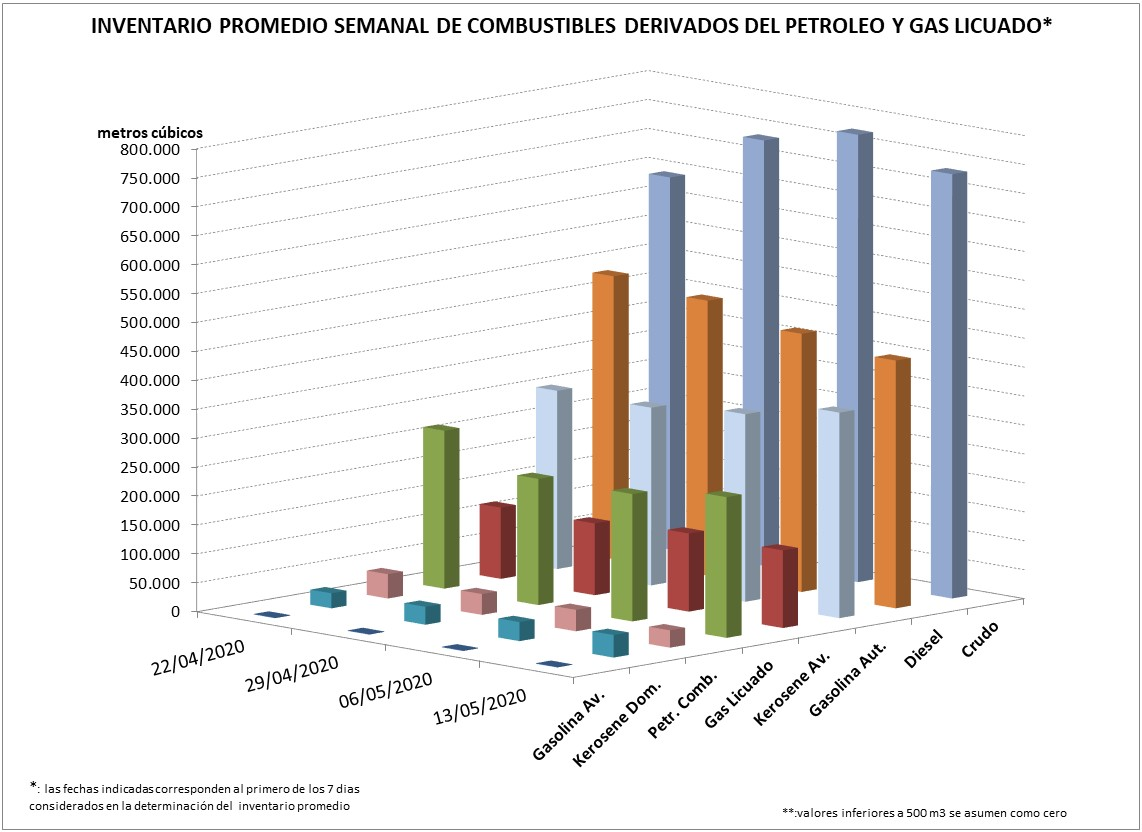 INVENTARIO PROMEDIO SEMANAL DE COMBUSTIBLES DERIVADOS DEL PETROLEO Y GAS LICUADO*
metros cúbicos
800.000
750.000
700.000
650.000
600.000
550.000
500.000
450.000
400.000
350.000
300.000
250.000
200.000
150.000
100.000
50.000
0
22/04/2020
29/04/2020
06/05/2020
13/05/2020
Gasolina Av.
Kerosene Dom.
Petr. Comb.
Gas Licuado
Kerosene Av.
Gasolina Aut.
Diesel
Crudo
*: las fechas indicadas corresponden al primero de los 7 dias
considerados en la determinación del inventario promedio
**:valores inferiores a 500 m3 se asumen como cero